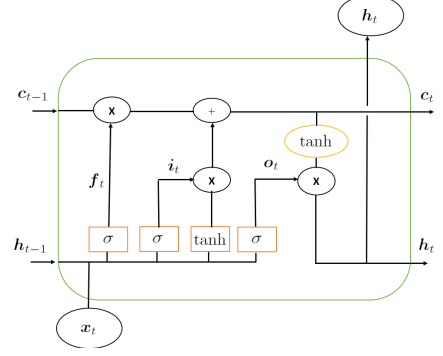 h_t
c_{t-1}
x
+
c_t
tanh
f_t
i_t
x
o_t
x
h_{t-1}
σ
σ
tanh
σ
h_t
x_t